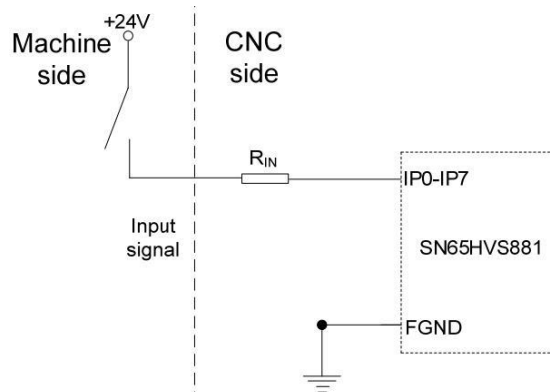 +24V
Machine
side
CNC
side
RIN
IP0-IP7
Input
signal
SN65HVS881
FGND